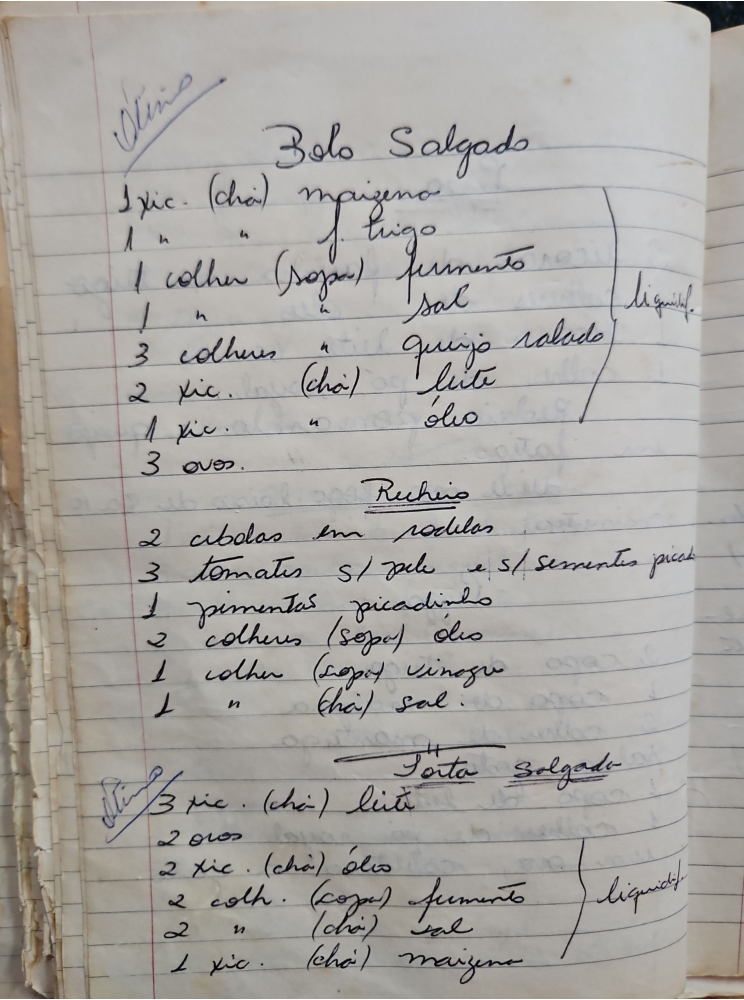 Ótimo
Bolo Salgado
1 xic. (chá) maizena
1 " " f. trigo
1 colher (sopa) fermento
1 " " sal
3 colheres " queijo ralado
liquidif.
2 xic. (chá) leite
1 xic. " óleo
3 ovos.
Recheio
2 cebolas em rodelas
3 tomates s/ pele e s/ sementes picad
1 pimentas picadinho
2 colheres (sopa) óleo
1 colher (sopa) vinagre
1 " (chá) sal.
Torta Salgada
Ótimo
3 xic. (chá) leite
2 ovos
2 xic. (chá) óleo
2 colh. (sopa) fermento
liquidif.
2 " (chá) sal
1 xic. (chá) maizena